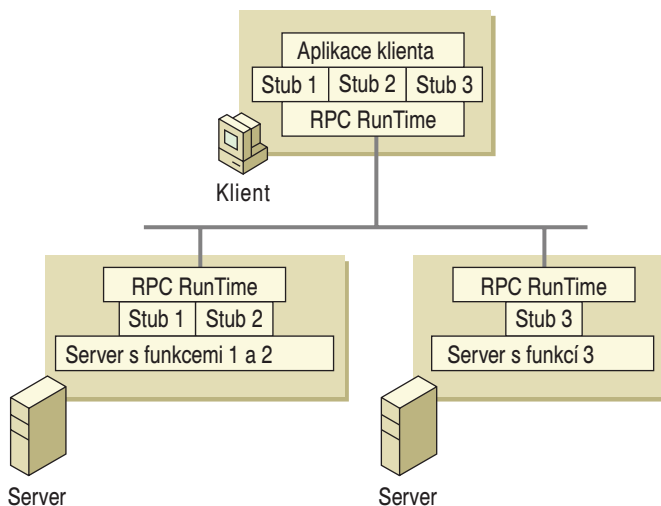 Aplikace klienta
Stub 1 Stub 2 Stub 3
RPC RunTime
Klient
RPC RunTime
Stub 1 Stub 2
Server s funkcemi 1 a 2
Server
RPC RunTime
Stub 3
Server s funkcí 3
Server